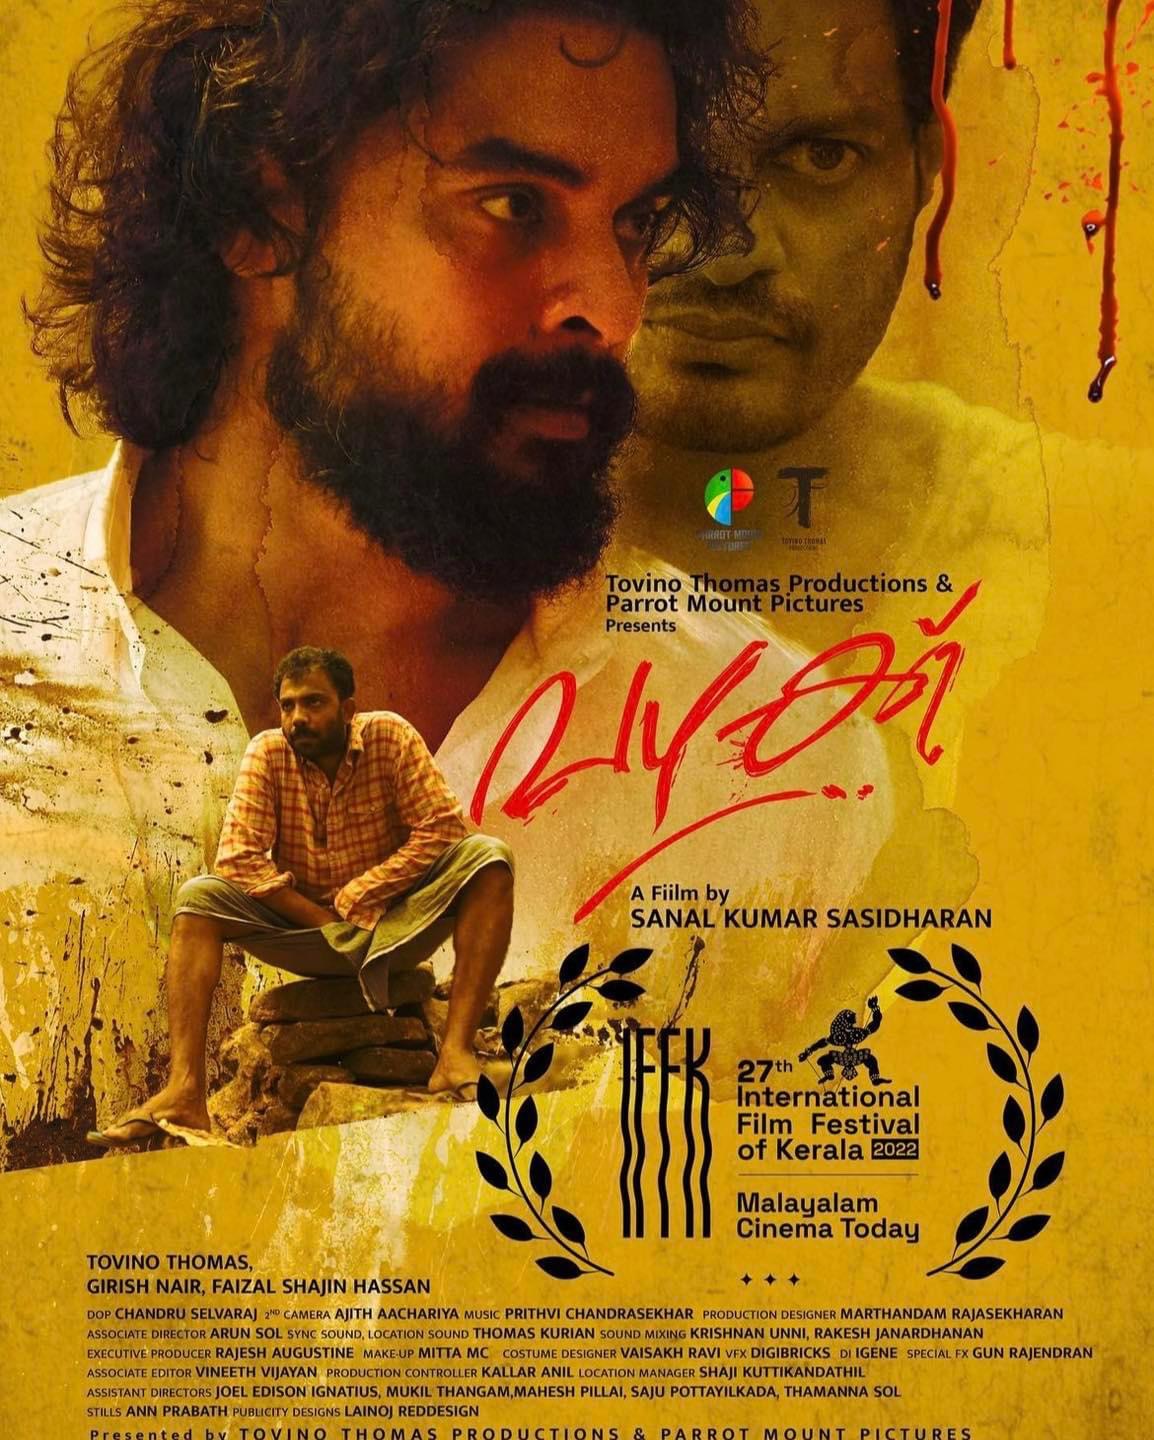 PARROT MOUNT
PICTURES
TOVINO THOMAS
PRODUCTIONS
Tovino Thomas Productions &
Parrot Mount Pictures
Presents
വഴക്ക്
A Fiilm by
SANAL KUMAR SASIDHARAN
IFFK
27th
International
Film Festival
of Kerala 2022
Malayalam
Cinema Today
TOVINO THOMAS,
GIRISH NAIR, FAIZAL SHAJIN HASSAN
DOP CHANDRU SELVARAJ 2ND CAMERA AJITH AACHARIYA MUSIC PRITHVI CHANDRASEKHAR PRODUCTION DESIGNER MARTHANDAM RAJASEKHARAN
ASSOCIATE DIRECTOR ARUN SOL SYNC SOUND, LOCATION SOUND THOMAS KURIAN SOUND MIXING KRISHNAN UNNI, RAKESH JANARDHANAN
EXECUTIVE PRODUCER RAJESH AUGUSTINE MAKE-UP MITTA MC COSTUME DESIGNER VAISAKH RAVI VFX DIGIBRICKS DI IGENE SPECIAL FX GUN RAJENDRAN
ASSOCIATE EDITOR VINEETH VIJAYAN PRODUCTION CONTROLLER KALLAR ANIL LOCATION MANAGER SHAJI KUTTIKANDATHIL
ASSISTANT DIRECTORS JOEL EDISON IGNATIUS, MUKIL THANGAM,MAHESH PILLAI, SAJU POTTAYILKADA, THAMANNA SOL
STILLS ANN PRABATH PUBLICITY DESIGNS LAINOJ REDDESIGN
Presented by TOVINO THOMAS PRODUCTIONS & PARROT MOUNT PICTURES